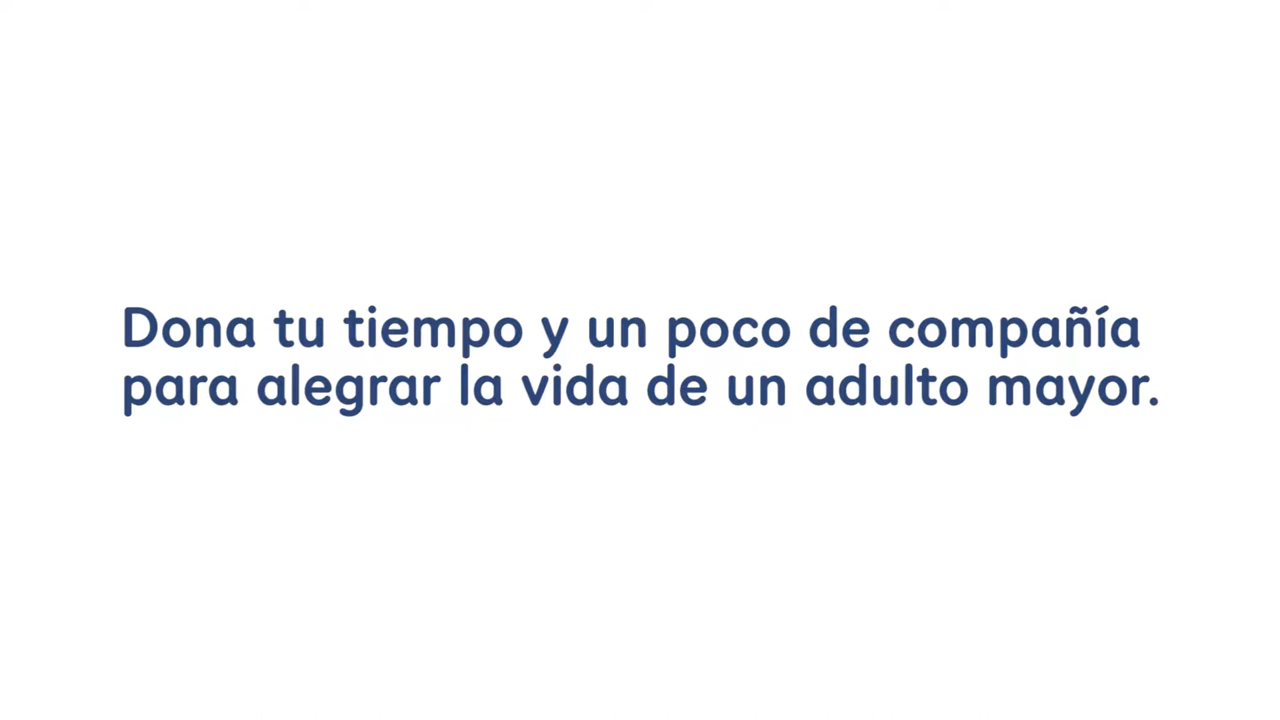 Dona tu tiempo y un poco de compañía
para alegrar la vida de un adulto mayor.